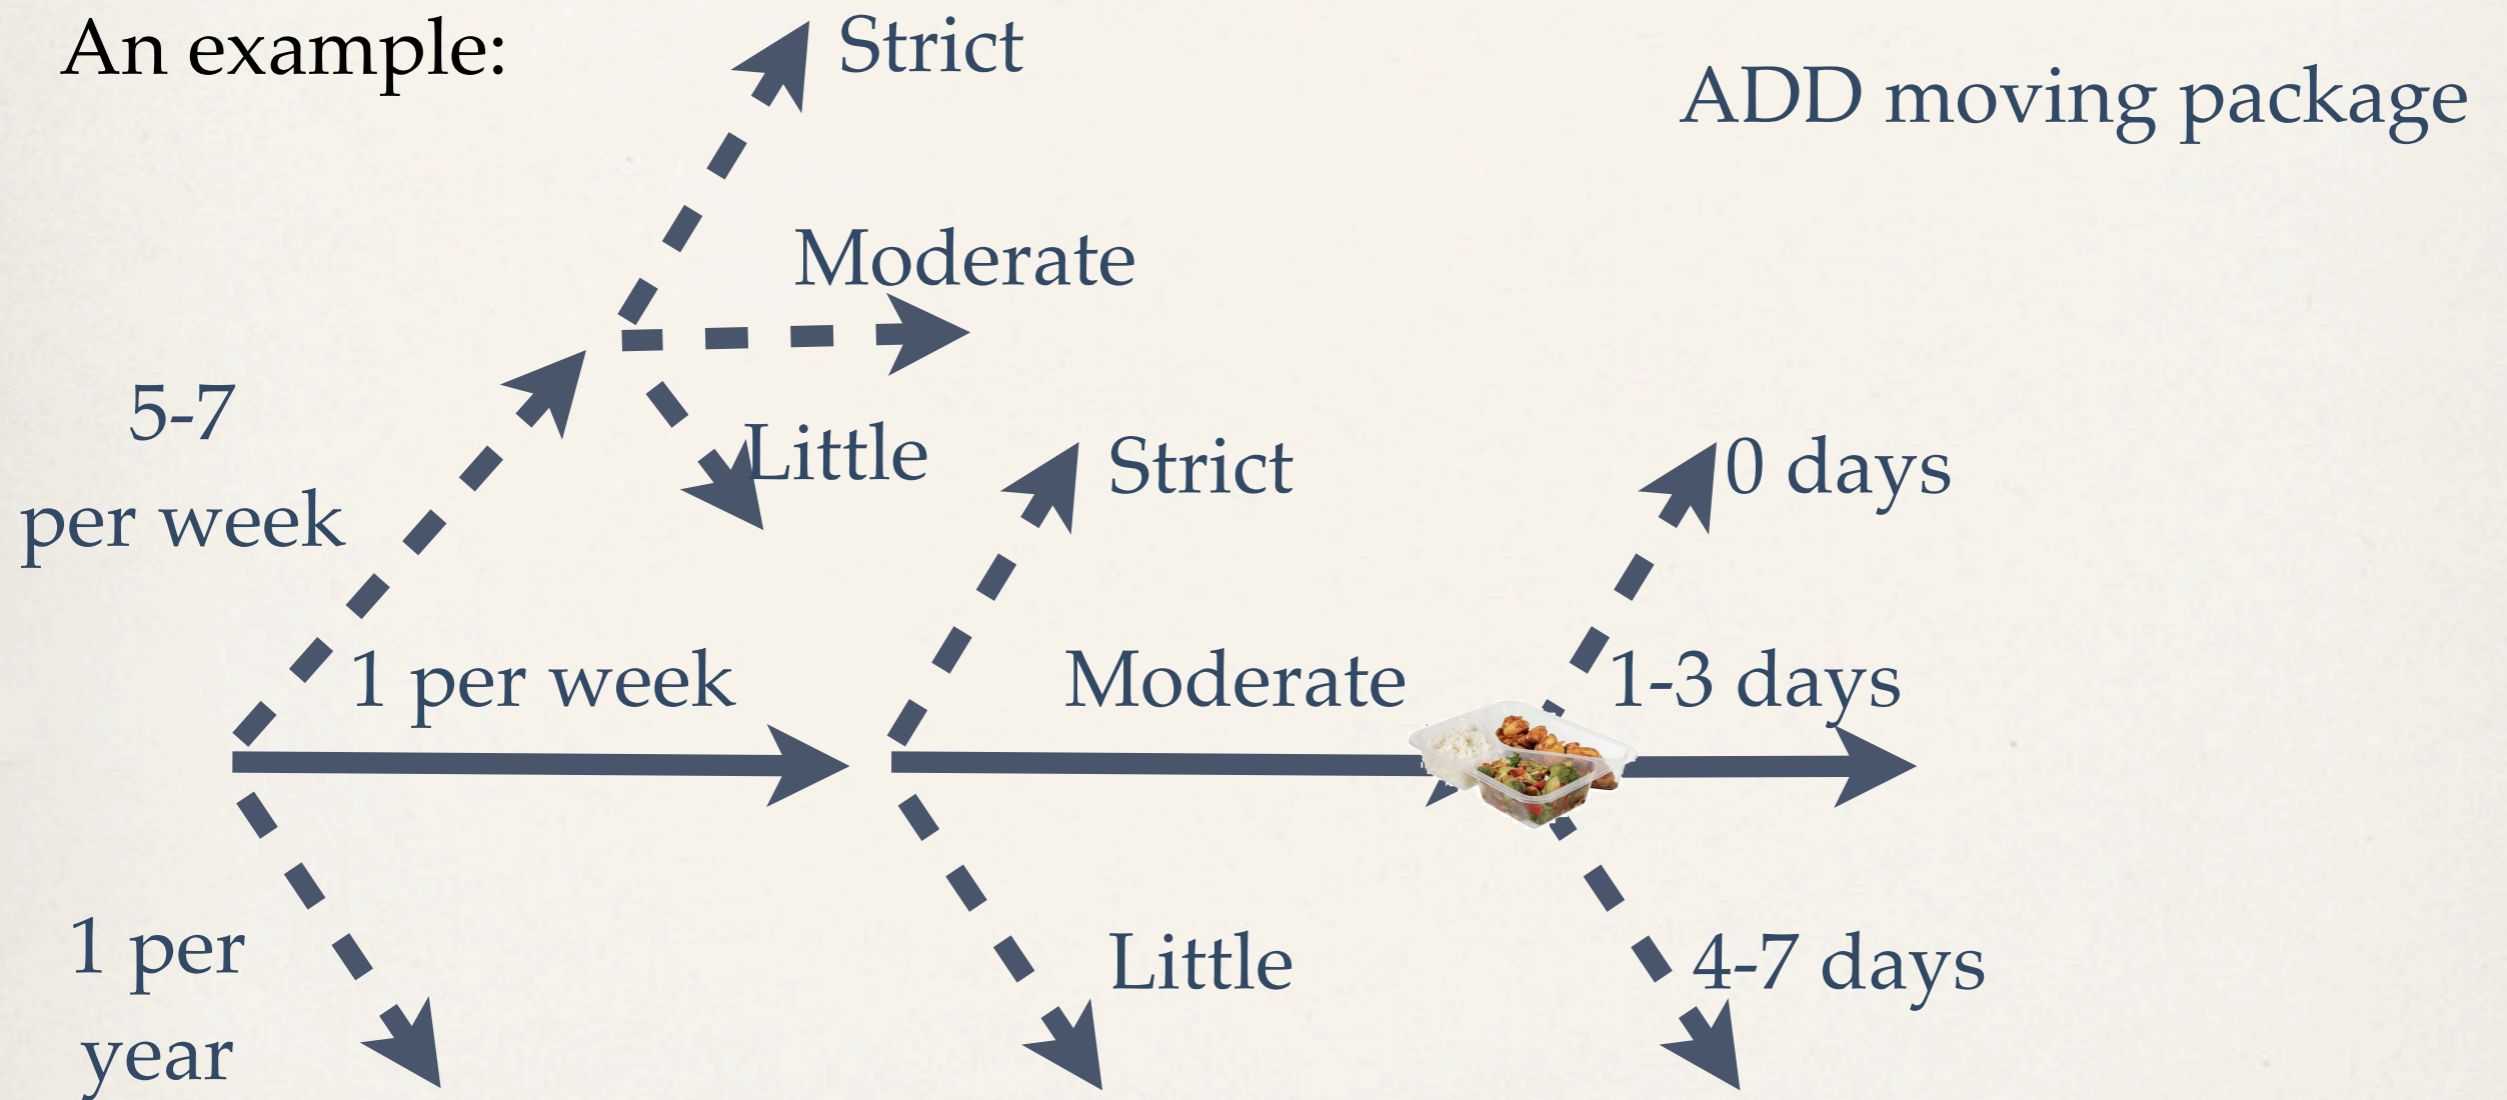 An example:
Strict
ADD moving package
Moderate
5-7
per week
Little
Strict
0 days
1 per week
Moderate
1-3 days
1 per
year
Little
4-7 days